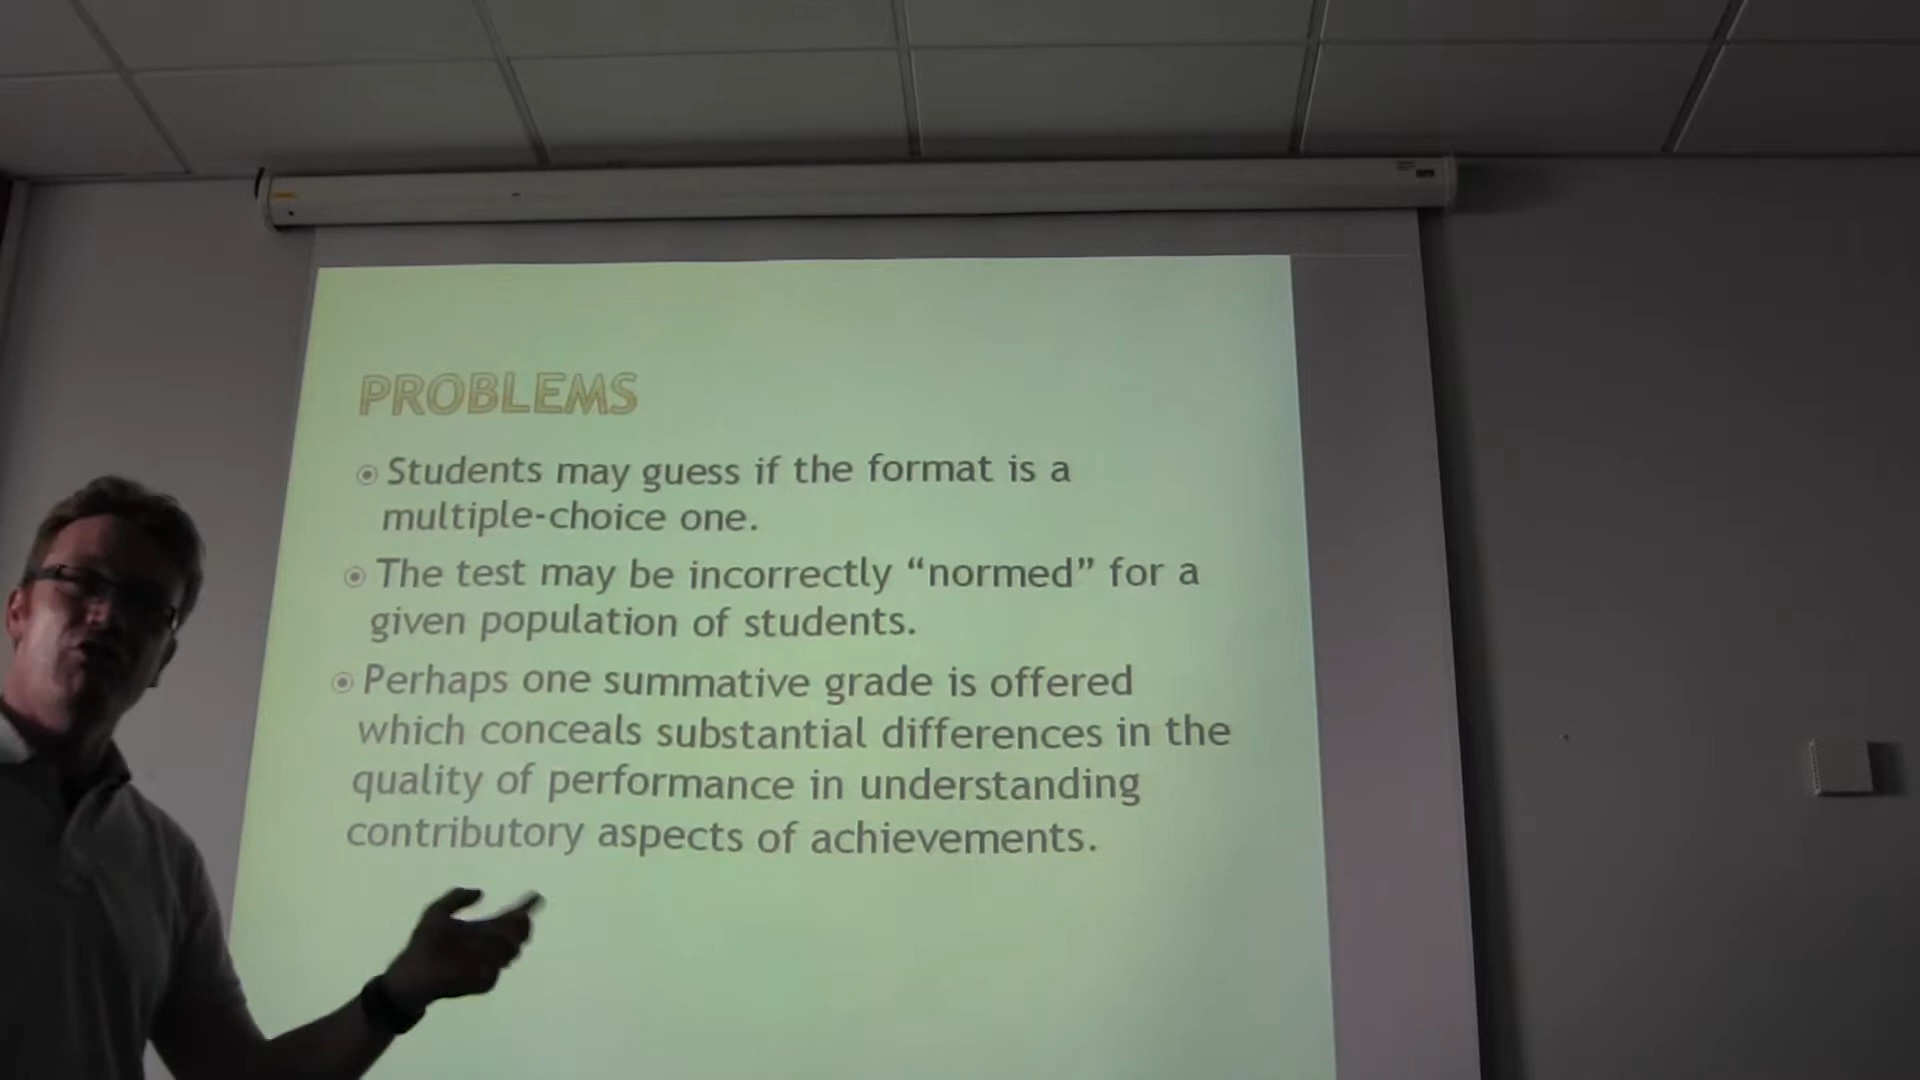 PROBLEMS
Students may guess if the format is a
multiple-choice one.
The test may be incorrectly “normed” for a
given population of students.
Perhaps one summative grade is offered
which conceals substantial differences in the
quality of performance in understanding
contributory aspects of achievements.